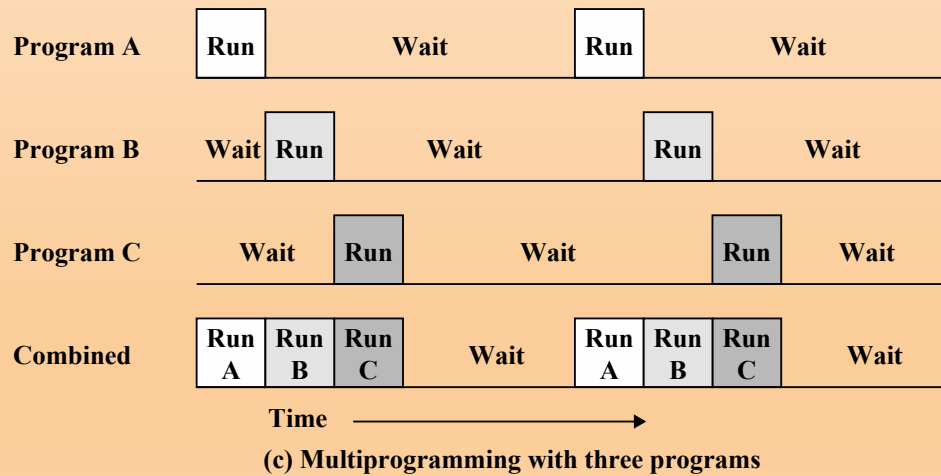 Program A Run Wait Run Wait
Program B Wait Run Wait Run Wait
Program C Wait Run Wait Run Wait
Combined Run A Run B Run C Wait Run A Run B Run C Wait
Time
(c) Multiprogramming with three programs